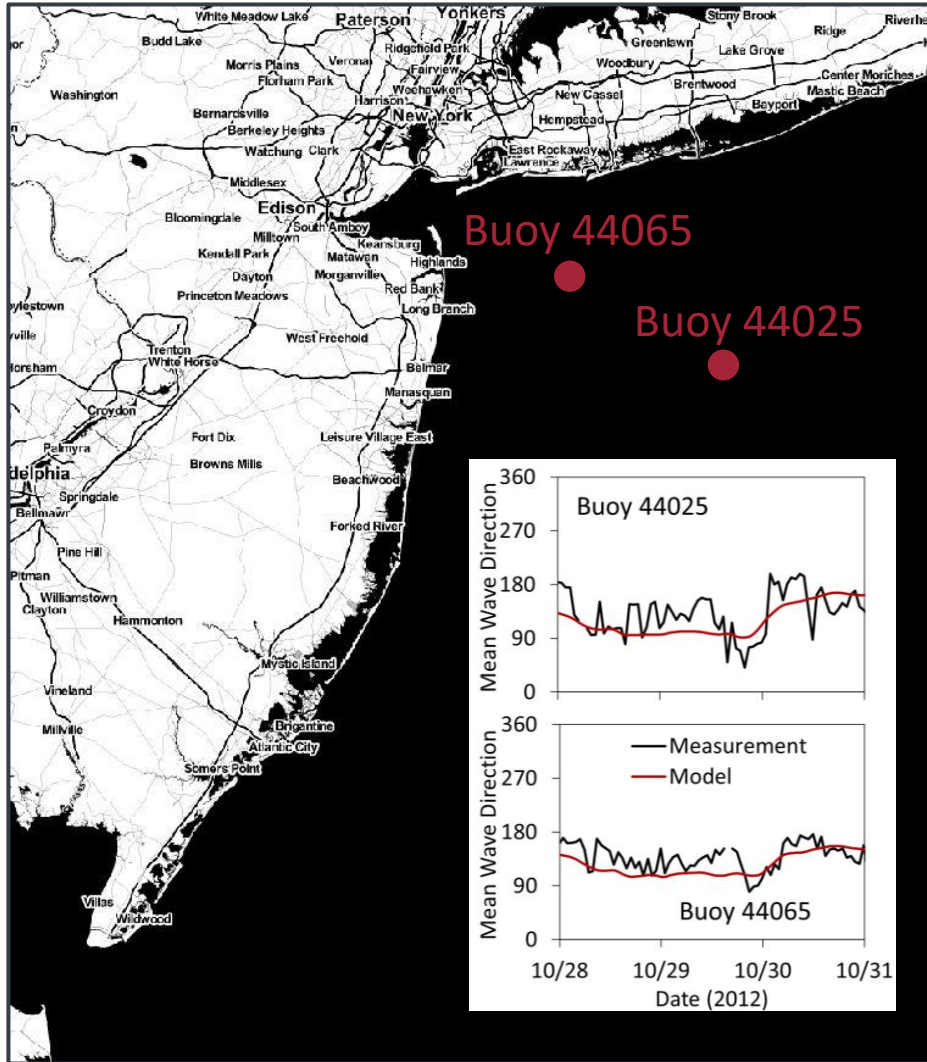 White Meadow Lake
Paterson
Yonkers
Stony Brook
Budd Lake
Ridgefield Park
Greenlawn
Ridge
Morris Plains
Verona
Fairview
Woodbury
Lake Grove
Florham Park
Weehawken
Brentwood
Center Moriches
Washington
Harrison
New Cassel
Mastic Beach
Bernardsville
New York
Hempstead
Bayport
Berkeley Heights
Watchung
Clark
East Rockaway
Lawrence
Middlesex
Edison
Bloomingdale
South Amboy
Milltown
Keansburg
Buoy 44065
Kendall Park
Matawan
Highlands
Dayton
Morganville
Red Bank
Princeton Meadows
Long Branch
Buoy 44025
West Freehold
Trenton
White Horse
Belmar
Manasquan
Croydon
Fort Dix
Leisure Village East
Palmyra
Browns Mills
delphia
Beachwood
Springdale
Bellmawr
Forked River
Pine Hill
Pitman
Williamstown
Clayton
Hammonton
Mystic Island
Vineland
Brigantine
Millville
Atlantic City
Somers Point
Villas
Wildwood
Mean Wave Direction
360
270
180
90
0
Buoy 44025
Mean Wave Direction
360
270
180
90
0
Measurement
Model
Buoy 44065
10/28 10/29 10/30 10/31
Date (2012)